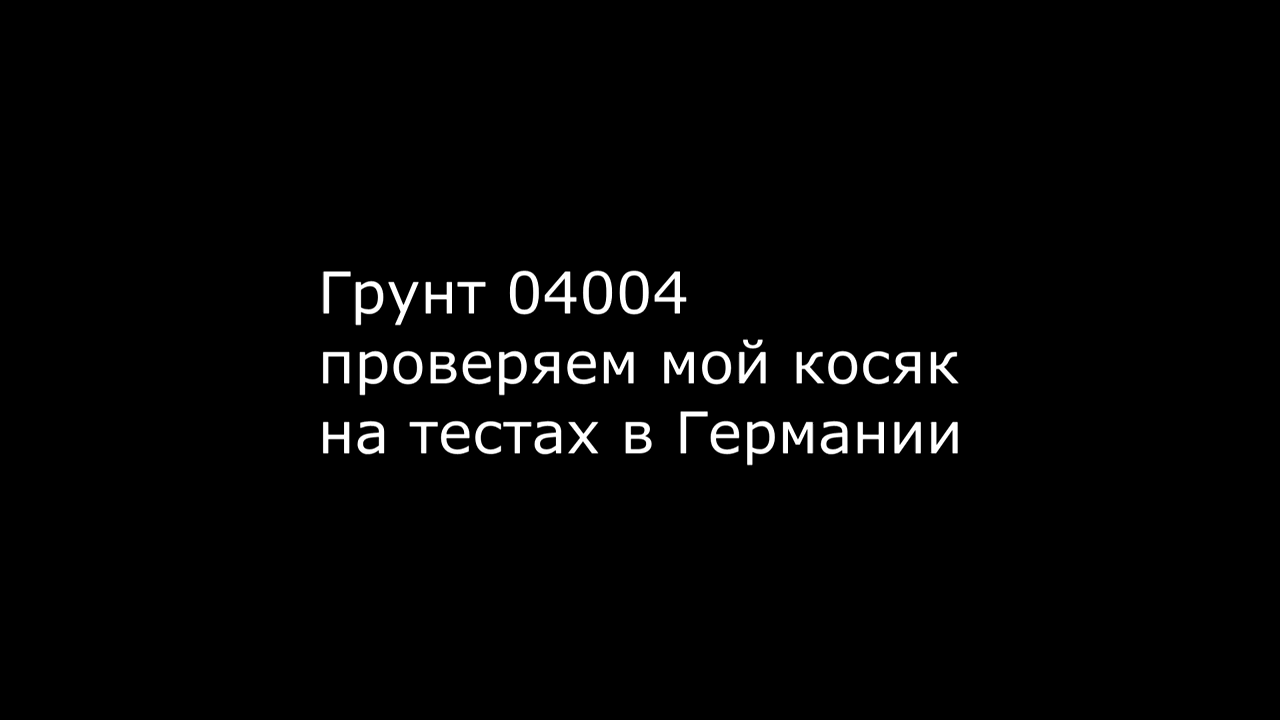 Грунт 04004
проверяем мой косяк
на тестах в Германии